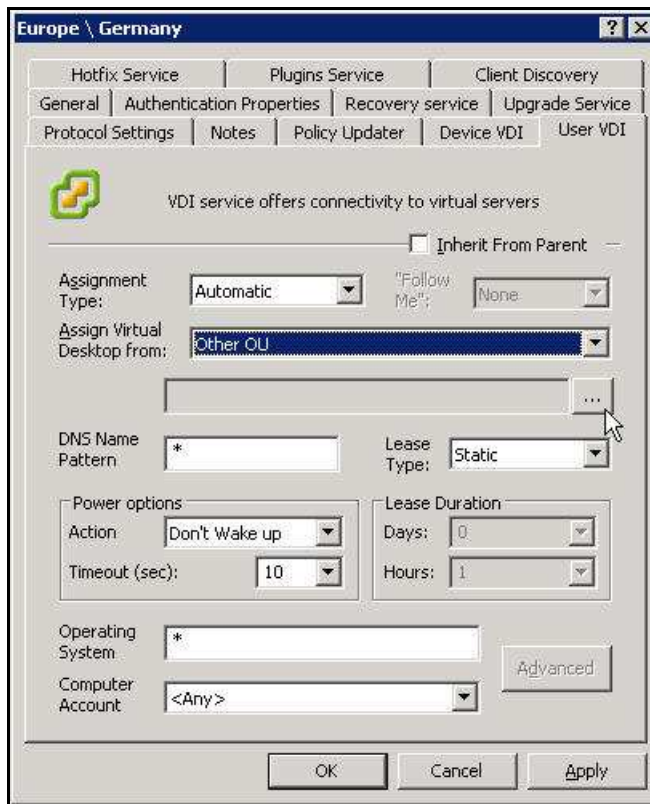 Europe \ Germany
Hotfix Service Plugins Service Client Discovery
General Authentication Properties Recovery service Upgrade Service
Protocol Settings Notes Policy Updater Device VDI User VDI
VDI service offers connectivity to virtual servers
Inherit From Parent
Assignment Type: Automatic "Follow Me": None
Assign Virtual Desktop from: Other OU
...
DNS Name Pattern * Lease Type: Static
Power options Lease Duration
Action Don't Wake up Days: 0
Timeout (sec): 10 Hours: 1
Operating System *
Advanced
Computer Account <Any>
OK Cancel Apply